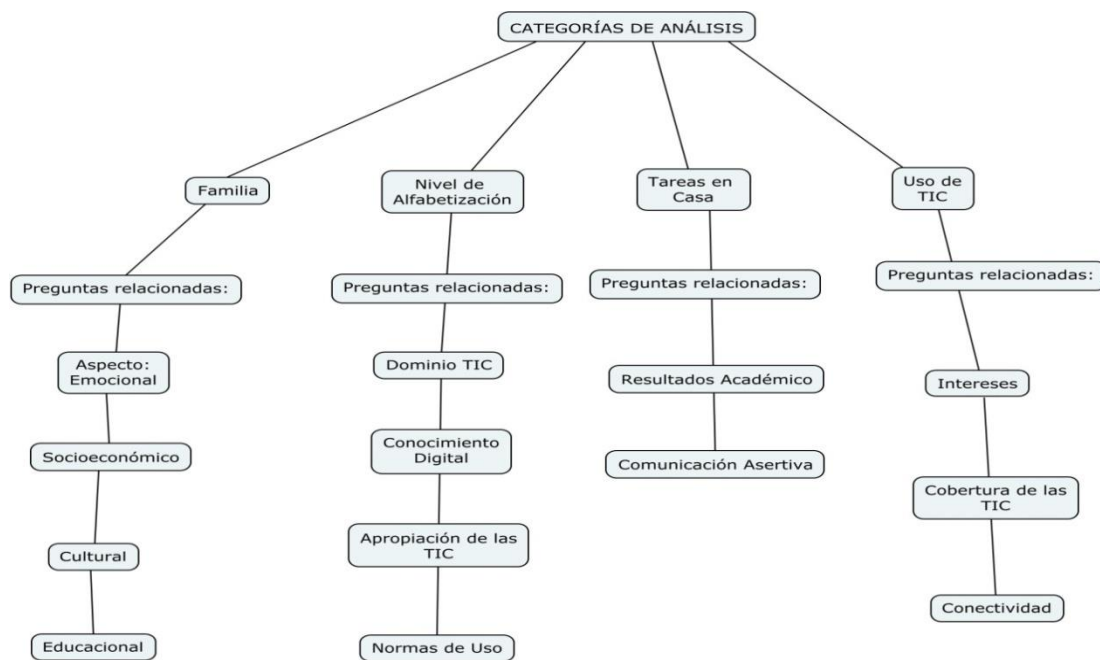 CATEGORÍAS DE ANÁLISIS
Familia
Nivel de
Alfabetización
Tareas en
Casa
Uso de
TIC
Preguntas relacionadas:
Preguntas relacionadas:
Preguntas relacionadas:
Preguntas relacionadas:
Aspecto:
Emocional
Dominio TIC
Resultados Académico
Intereses
Socioeconómico
Conocimiento
Digital
Comunicación Asertiva
Cobertura de las
TIC
Cultural
Apropiación de las
TIC
Conectividad
Educacional
Normas de Uso